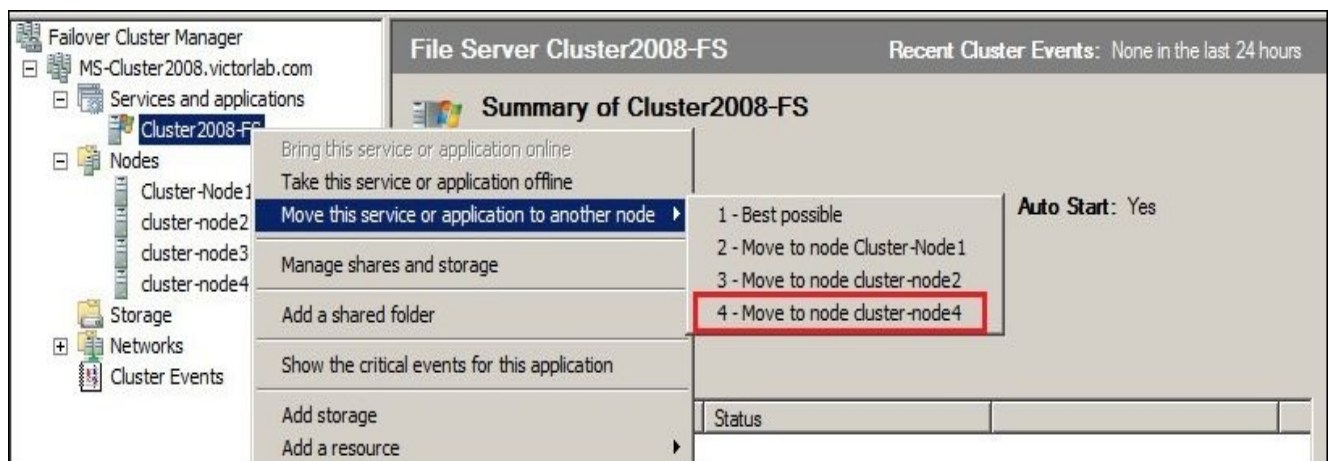 Failover Cluster Manager
MS-Cluster2008.victorlab.com
Services and applications
Cluster2008-FS
Nodes
Cluster-Node1
cluster-node2
cluster-node3
cluster-node4
Storage
Networks
Cluster Events
File Server Cluster2008-FS
Recent Cluster Events: None in the last 24 hours
Summary of Cluster2008-FS
Auto Start: Yes
Bring this service or application online
Take this service or application offline
Move this service or application to another node
Manage shares and storage
Add a shared folder
Show the critical events for this application
Add storage
Add a resource
1 - Best possible
2 - Move to node Cluster-Node1
3 - Move to node cluster-node2
4 - Move to node cluster-node4
Status